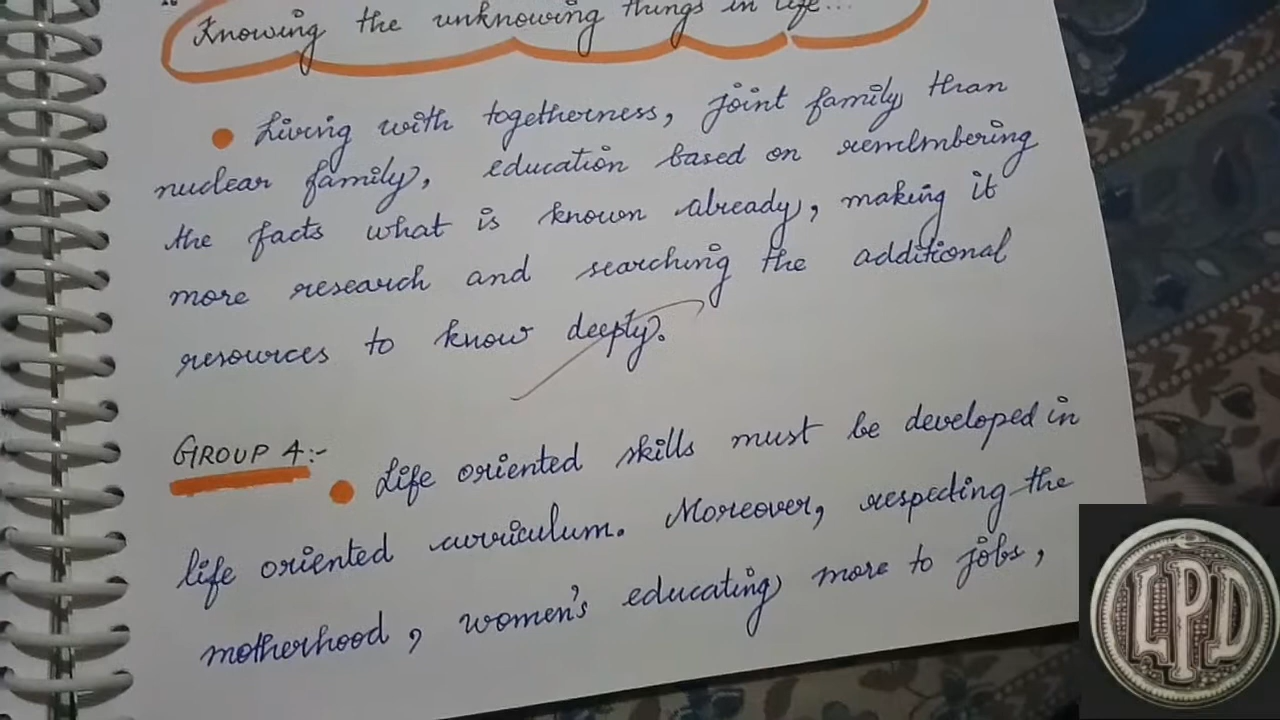 Knowing the unknowing things in life...
• Living with togetherness, joint family than
nuclear family, education based on remembering
the facts what is known already, making it
more research and searching the additional
resources to know deeply.
GROUP 4:-
• Life oriented skills must be developed in
life oriented curriculum. Moreover, respecting the
motherhood, women's educating more to jobs,
LPD